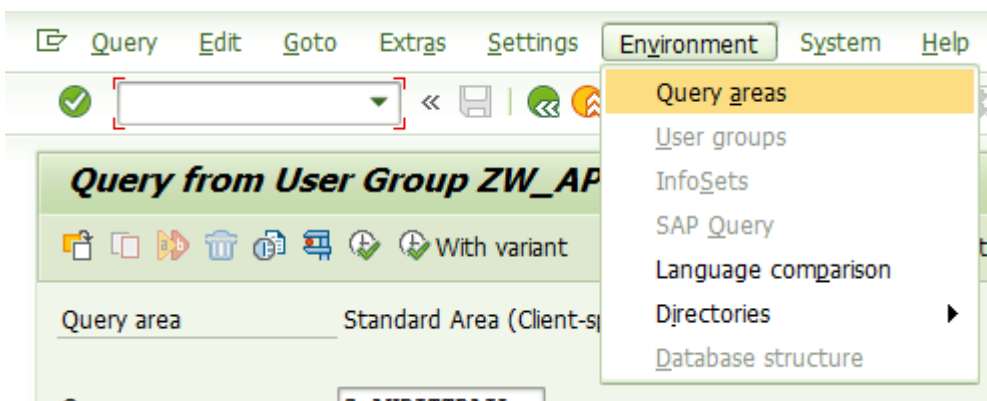 Query Edit Goto Extras Settings Environment System Help
Query areas
User groups
Query from User Group ZW_AP
InfoSets
SAP Query
With variant
Language comparison
Query area Standard Area (Client-s
Directories
Database structure